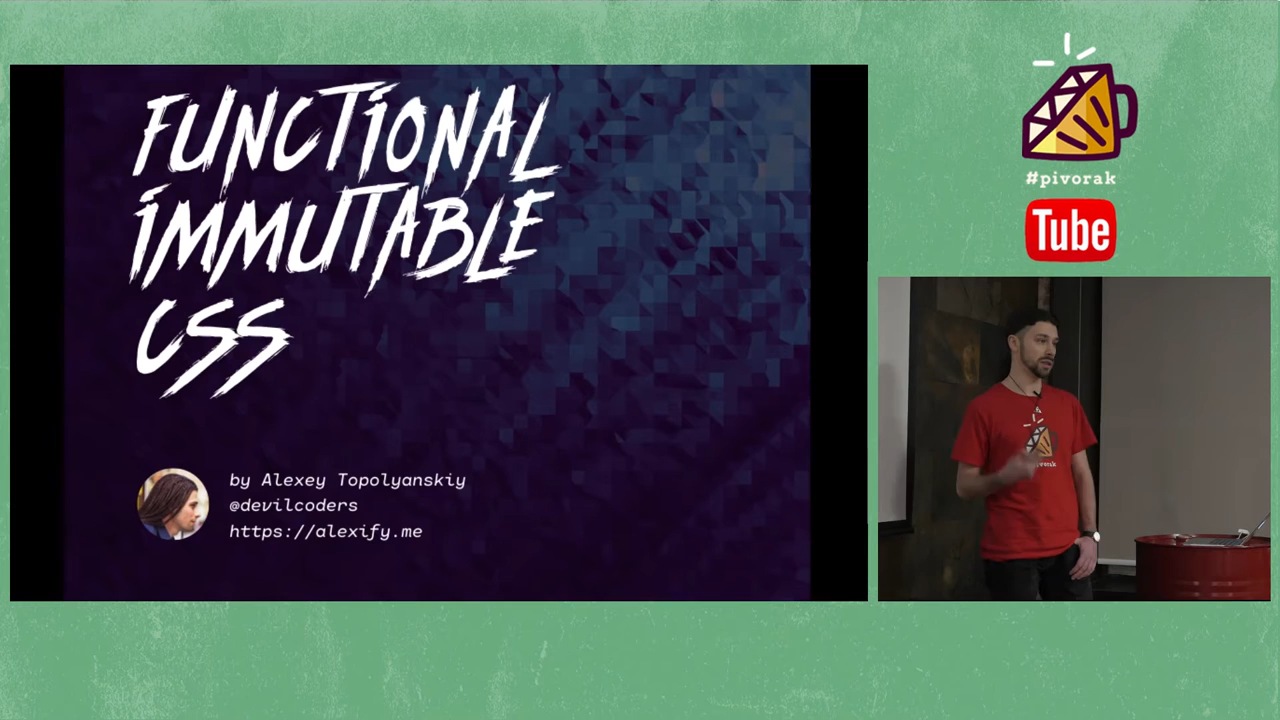 FUNCTIONAL
IMMUTABLE
CSS
by Alexey Topolyanskiy
@devilcoders
https://alexify.me
#pivorak
Tube